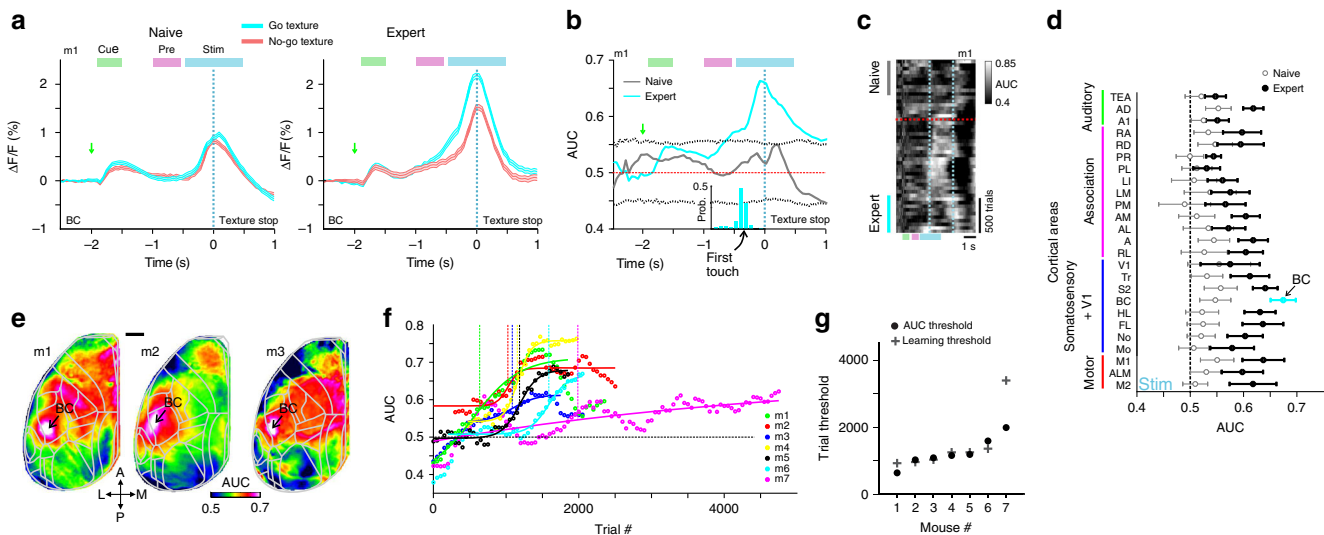 a
Naive
Expert
Go texture
No-go texture
m1
Cue
Pre
Stim
ΔF/F (%)
2
1
0
−1
BC
Texture stop
−2
−1
0
1
Time (s)
ΔF/F (%)
2
1
0
−1
BC
Texture stop
−2
−1
0
1
Time (s)
b
m1
Naive
Expert
AUC
0.7
0.6
0.5
0.4
Prob.
0.5
Texture stop
First
touch
−2
−1
0
1
Time (s)
c
m1
Naive
Expert
0.85
AUC
0.4
500 trials
1 s
d
Naive
Expert
Cortical areas
Auditory
Association
Somatosensory
+ V1
Motor
TEA
AD
A1
RA
RD
PR
PL
LI
LM
PM
AM
AL
A
RL
V1
Tr
S2
BC
HL
FL
No
Mo
M1
ALM
M2
BC
Stim
0.4
0.5
0.6
0.7
AUC
e
m1
m2
m3
BC
BC
BC
A
L
M
P
AUC
0.5
0.7
f
AUC
0.8
0.7
0.6
0.5
0.4
0
2000
4000
Trial #
m1
m2
m3
m4
m5
m6
m7
g
AUC threshold
Learning threshold
Trial threshold
4000
2000
0
1
2
3
4
5
6
7
Mouse #